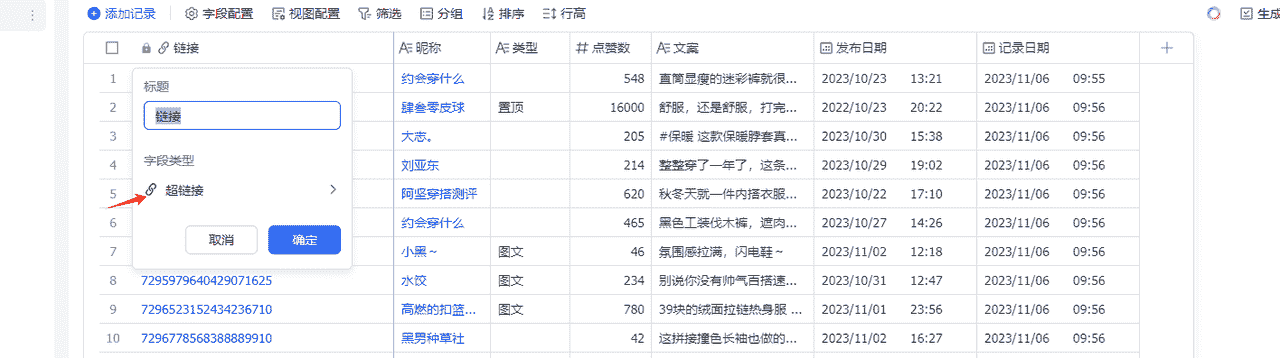 添加记录 字段配置 视图配置 筛选 分组 排序 行高 生成
链接 昵称 类型 点赞数 文案 发布日期 记录日期
1 约会穿什么 548 直筒显瘦的迷彩裤就很... 2023/10/23 13:21 2023/11/06 09:55
标题
2 肆叁零皮球 置顶 16000 舒服，还是舒服，打完... 2022/10/23 20:22 2023/11/06 09:56
链接
3 大志。 205 #保暖 这款保暖脖套真... 2023/10/30 15:38 2023/11/06 09:56
字段类型
4 刘亚东 214 整整穿了一年了，这条... 2023/10/29 19:02 2023/11/06 09:56
超链接
5 阿坚穿搭测评 620 秋冬天就一件内搭衣服... 2023/10/22 17:10 2023/11/06 09:56
6 约会穿什么 465 黑色工装伐木裤，遮肉... 2023/10/27 14:26 2023/11/06 09:56
取消 确定
7 小黑～ 图文 46 氛围感拉满，闪电鞋～ 2023/11/02 12:18 2023/11/06 09:56
8 7295979640429071625 水饺 图文 234 别说你没有帅气百搭速... 2023/10/31 12:47 2023/11/06 09:56
9 7296523152434236710 高燃的扣篮... 图文 780 39块的绒面拉链热身服 ... 2023/11/01 23:56 2023/11/06 09:56
10 7296778568388889910 黑男种草社 42 这拼接撞色长袖也做的... 2023/11/02 16:27 2023/11/06 09:56